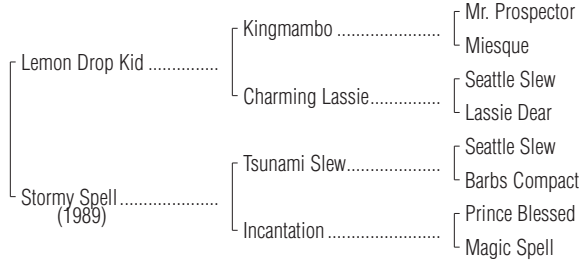 Mr. Prospector
Kingmambo ....................
Miesque
Lemon Drop Kid ..............
Seattle Slew
Charming Lassie..............
Lassie Dear
Seattle Slew
Tsunami Slew..................
Barbs Compact
Stormy Spell ...................
(1989)
Prince Blessed
Incantation ......................
Magic Spell